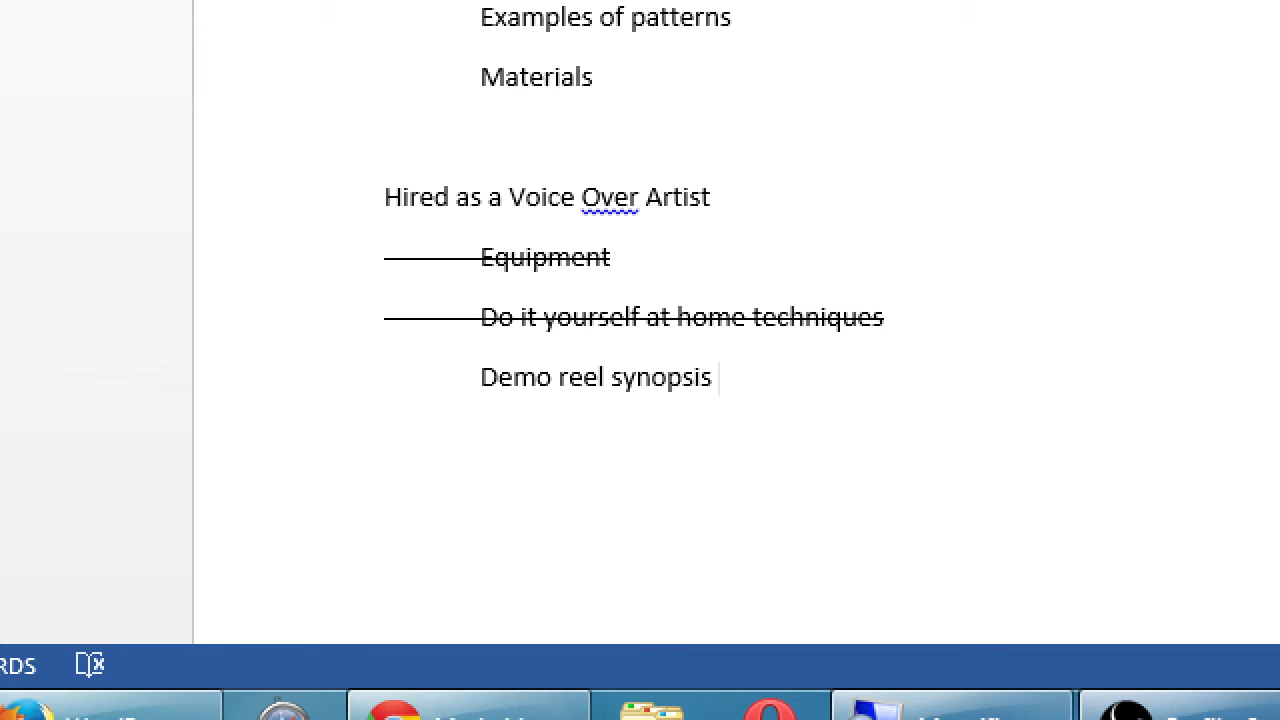 Examples of patterns
Materials
Hired as a Voice Over Artist
Equipment
Do it yourself at home techniques
Demo reel synopsis
RDS